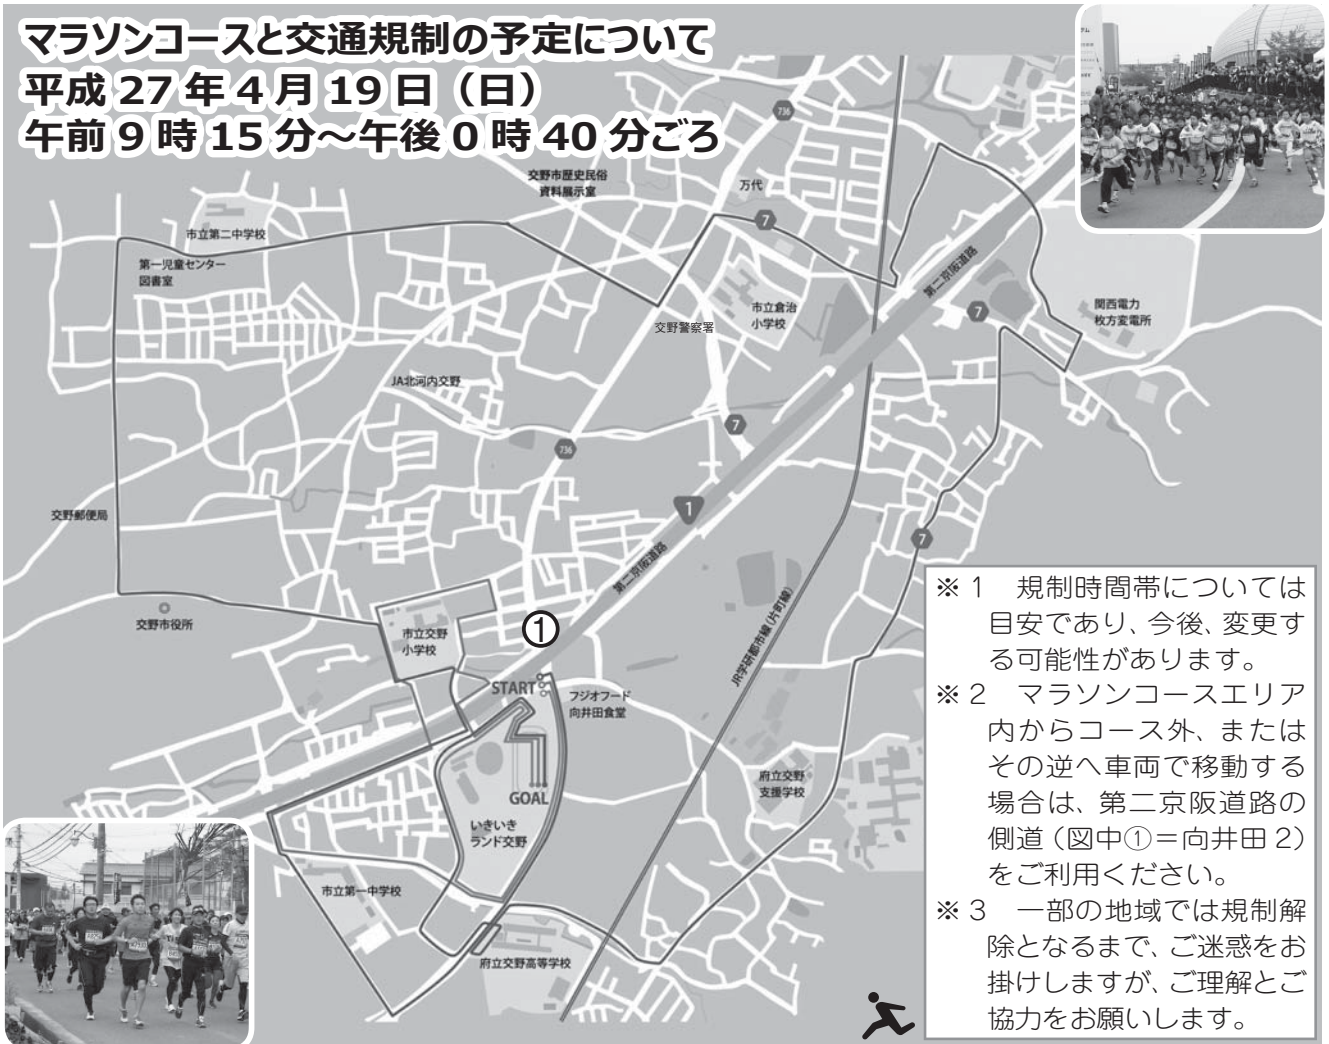 マラソンコースと交通規制の予定について
平成 27 年 4 月 19 日（日）
午前 9 時 15 分～午後 0 時 40 分ごろ
736
交野市歴史民俗
資料展示室
万代
7
市立第二中学校
第一児童センター
図書室
第二京阪道路
市立倉治
小学校
7
関西電力
枚方変電所
交野警察署
JA北河内交野
7
736
1
交野郵便局
7
第二京阪道路
JR学研都市線（片町線）
交野市役所
市立交野
小学校
①
START
フジオフード
向井田食堂
GOAL
府立交野
支援学校
いきいき
ランド交野
市立第一中学校
府立交野高等学校
※ 1　規制時間帯については
目安であり、今後、変更す
る可能性があります。
※ 2　マラソンコースエリア
内からコース外、または
その逆へ車両で移動する
場合は、第二京阪道路の
側道（図中①＝向井田 2）
をご利用ください。
※ 3　一部の地域では規制解
除となるまで、ご迷惑をお
掛けしますが、ご理解とご
協力をお願いします。